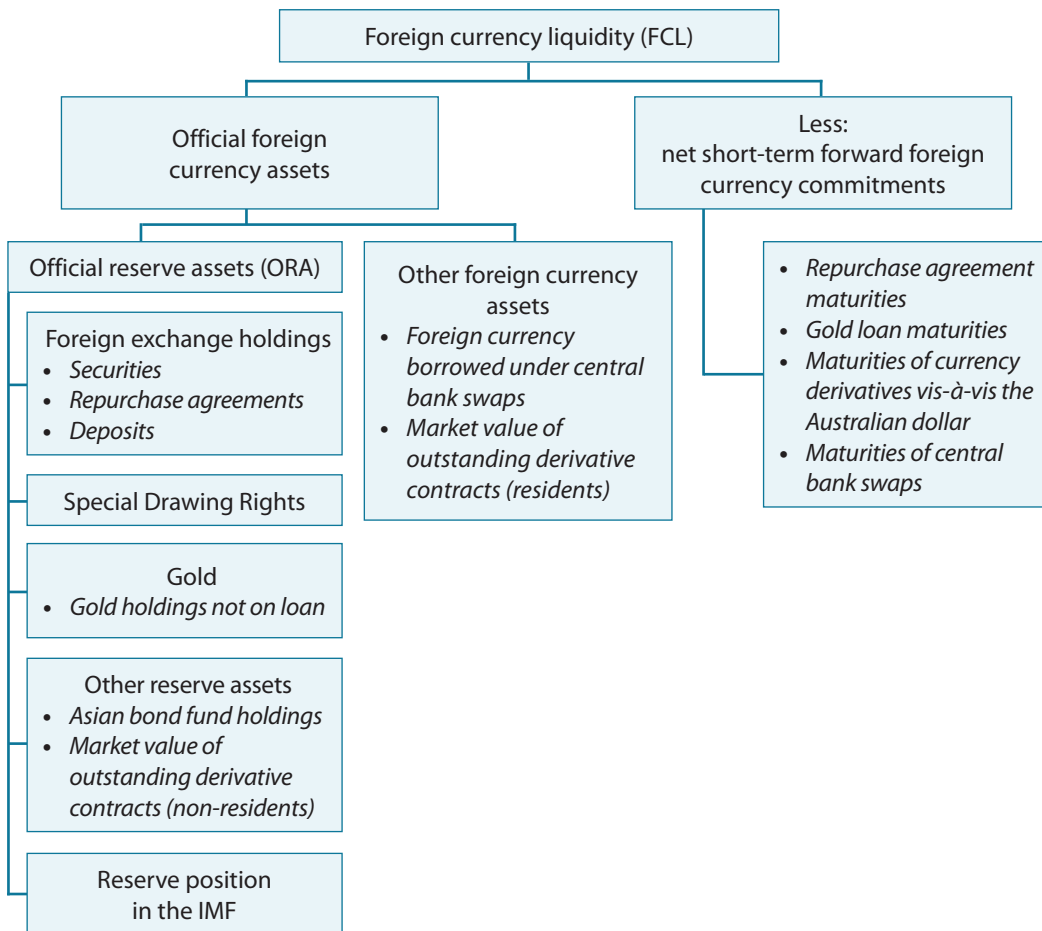 Foreign currency liquidity (FCL)
Official foreign
currency assets
Less:
net short-term forward foreign
currency commitments
Official reserve assets (ORA)
Foreign exchange holdings
• Securities
• Repurchase agreements
• Deposits
Special Drawing Rights
Gold
• Gold holdings not on loan
Other reserve assets
• Asian bond fund holdings
• Market value of
outstanding derivative
contracts (non-residents)
Reserve position
in the IMF
Other foreign currency
assets
• Foreign currency
borrowed under central
bank swaps
• Market value of
outstanding derivative
contracts (residents)
• Repurchase agreement
maturities
• Gold loan maturities
• Maturities of currency
derivatives vis-à-vis the
Australian dollar
• Maturities of central
bank swaps